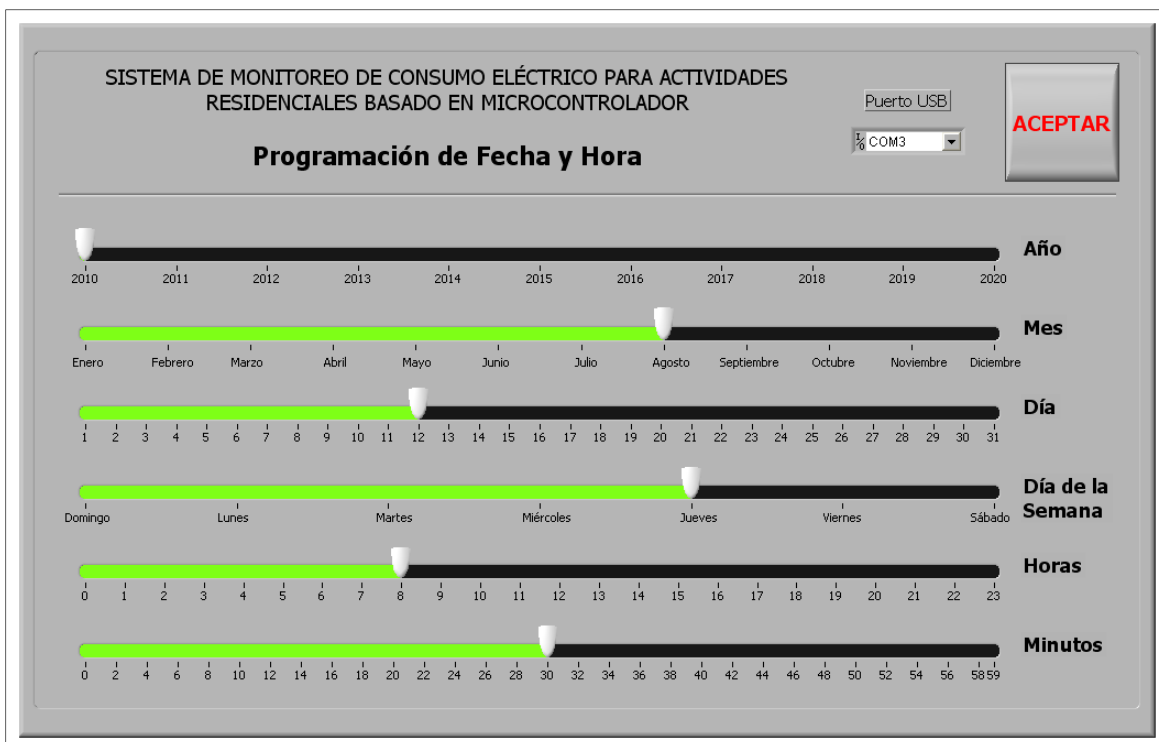 SISTEMA DE MONITOREO DE CONSUMO ELÉCTRICO PARA ACTIVIDADES
RESIDENCIALES BASADO EN MICROCONTROLADOR
Programación de Fecha y Hora
Puerto USB
I/O COM3
ACEPTAR
Año
2010 2011 2012 2013 2014 2015 2016 2017 2018 2019 2020
Mes
Enero Febrero Marzo Abril Mayo Junio Julio Agosto Septiembre Octubre Noviembre Diciembre
Día
1 2 3 4 5 6 7 8 9 10 11 12 13 14 15 16 17 18 19 20 21 22 23 24 25 26 27 28 29 30 31
Día de la
Semana
Domingo Lunes Martes Miércoles Jueves Viernes Sábado
Horas
0 1 2 3 4 5 6 7 8 9 10 11 12 13 14 15 16 17 18 19 20 21 22 23
Minutos
0 2 4 6 8 10 12 14 16 18 20 22 24 26 28 30 32 34 36 38 40 42 44 46 48 50 52 54 56 58 59